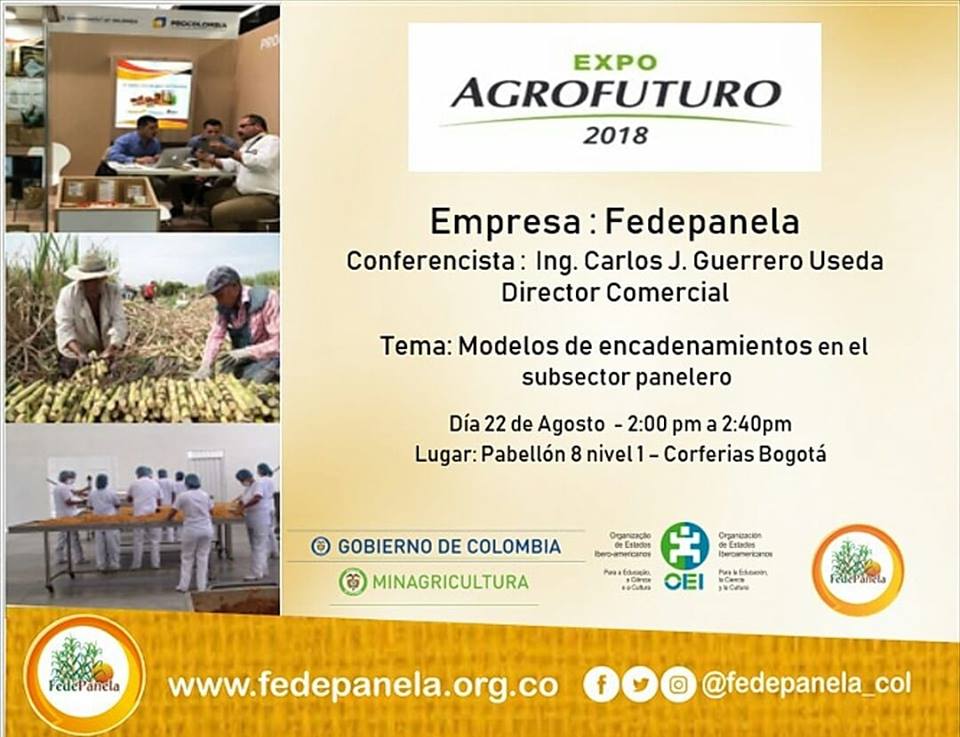 PROCOLOMBIA
EXPO
AGROFUTURO
2018
Empresa : Fedepanela
Conferencista : Ing. Carlos J. Guerrero Useda
Director Comercial
Tema: Modelos de encadenamientos en el
subsector panelero
Día 22 de Agosto - 2:00 pm a 2:40pm
Lugar: Pabellón 8 nivel 1 – Corferias Bogotá
GOBIERNO DE COLOMBIA
MINAGRICULTURA
Organização
de Estados
Ibero-americanos
Para a Educação,
a Ciência
e a Cultura
OEI
Organización
de Estados
Iberoamericanos
Para la Educación,
la Ciencia
y la Cultura
FedePanela
FedePanela
www.fedepanela.org.co
@fedepanela_col